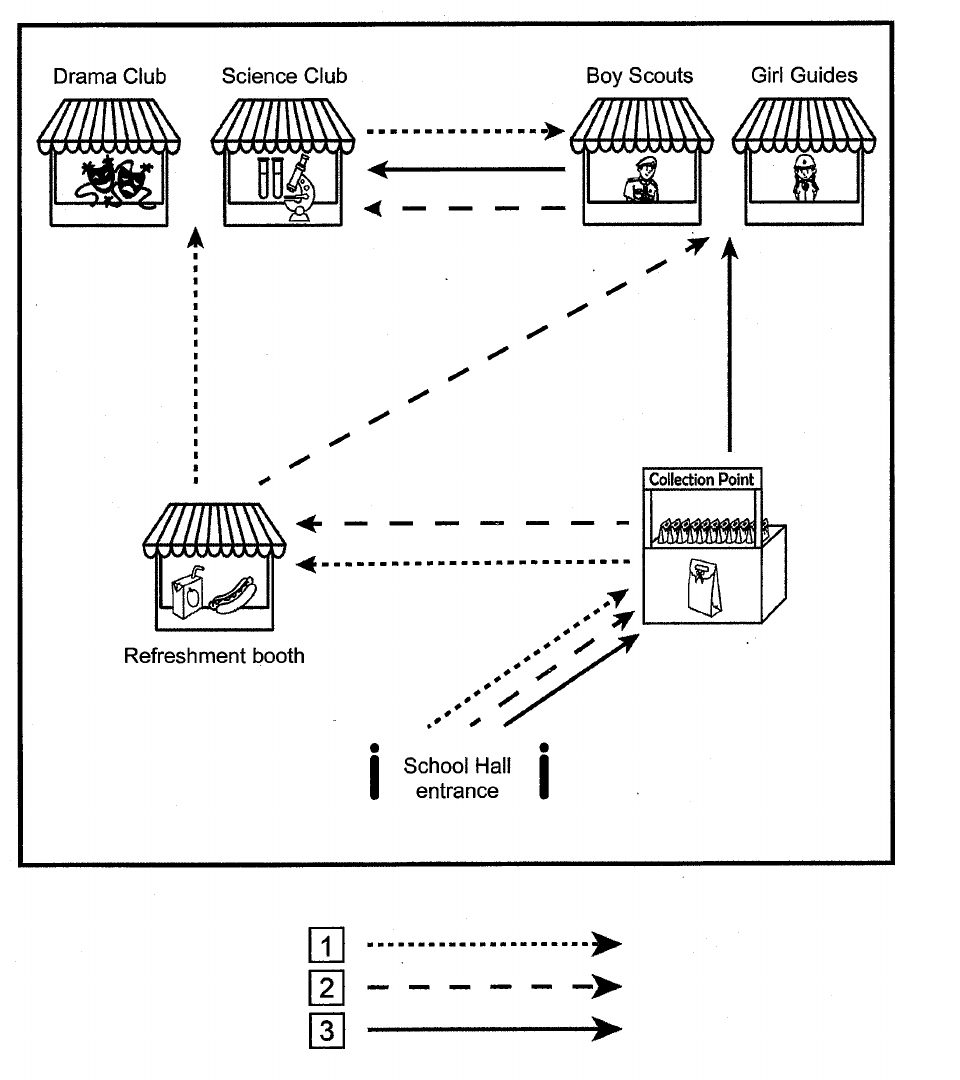 Drama Club
Science Club
Boy Scouts
Girl Guides
Collection Point
Refreshment booth
School Hall
entrance
1
2
3